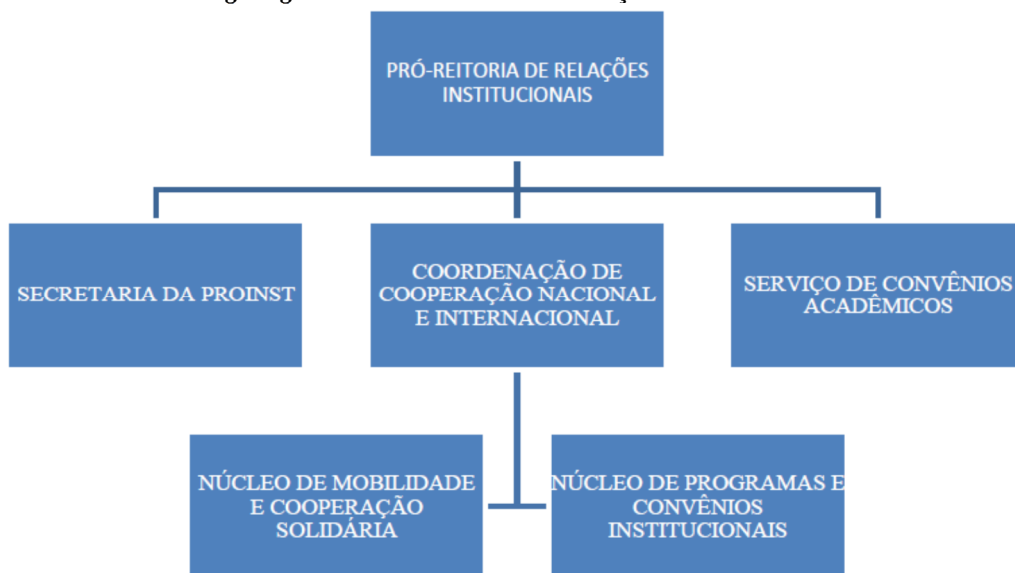 PRÓ-REITORIA DE RELAÇÕES
INSTITUCIONAIS
SECRETARIA DA PROINST
COORDENAÇÃO DE
COOPERAÇÃO NACIONAL
E INTERNACIONAL
SERVIÇO DE CONVÊNIOS
ACADÊMICOS
NÚCLEO DE MOBILIDADE
E COOPERAÇÃO
SOLIDÁRIA
NÚCLEO DE PROGRAMAS E
CONVÊNIOS
INSTITUCIONAIS